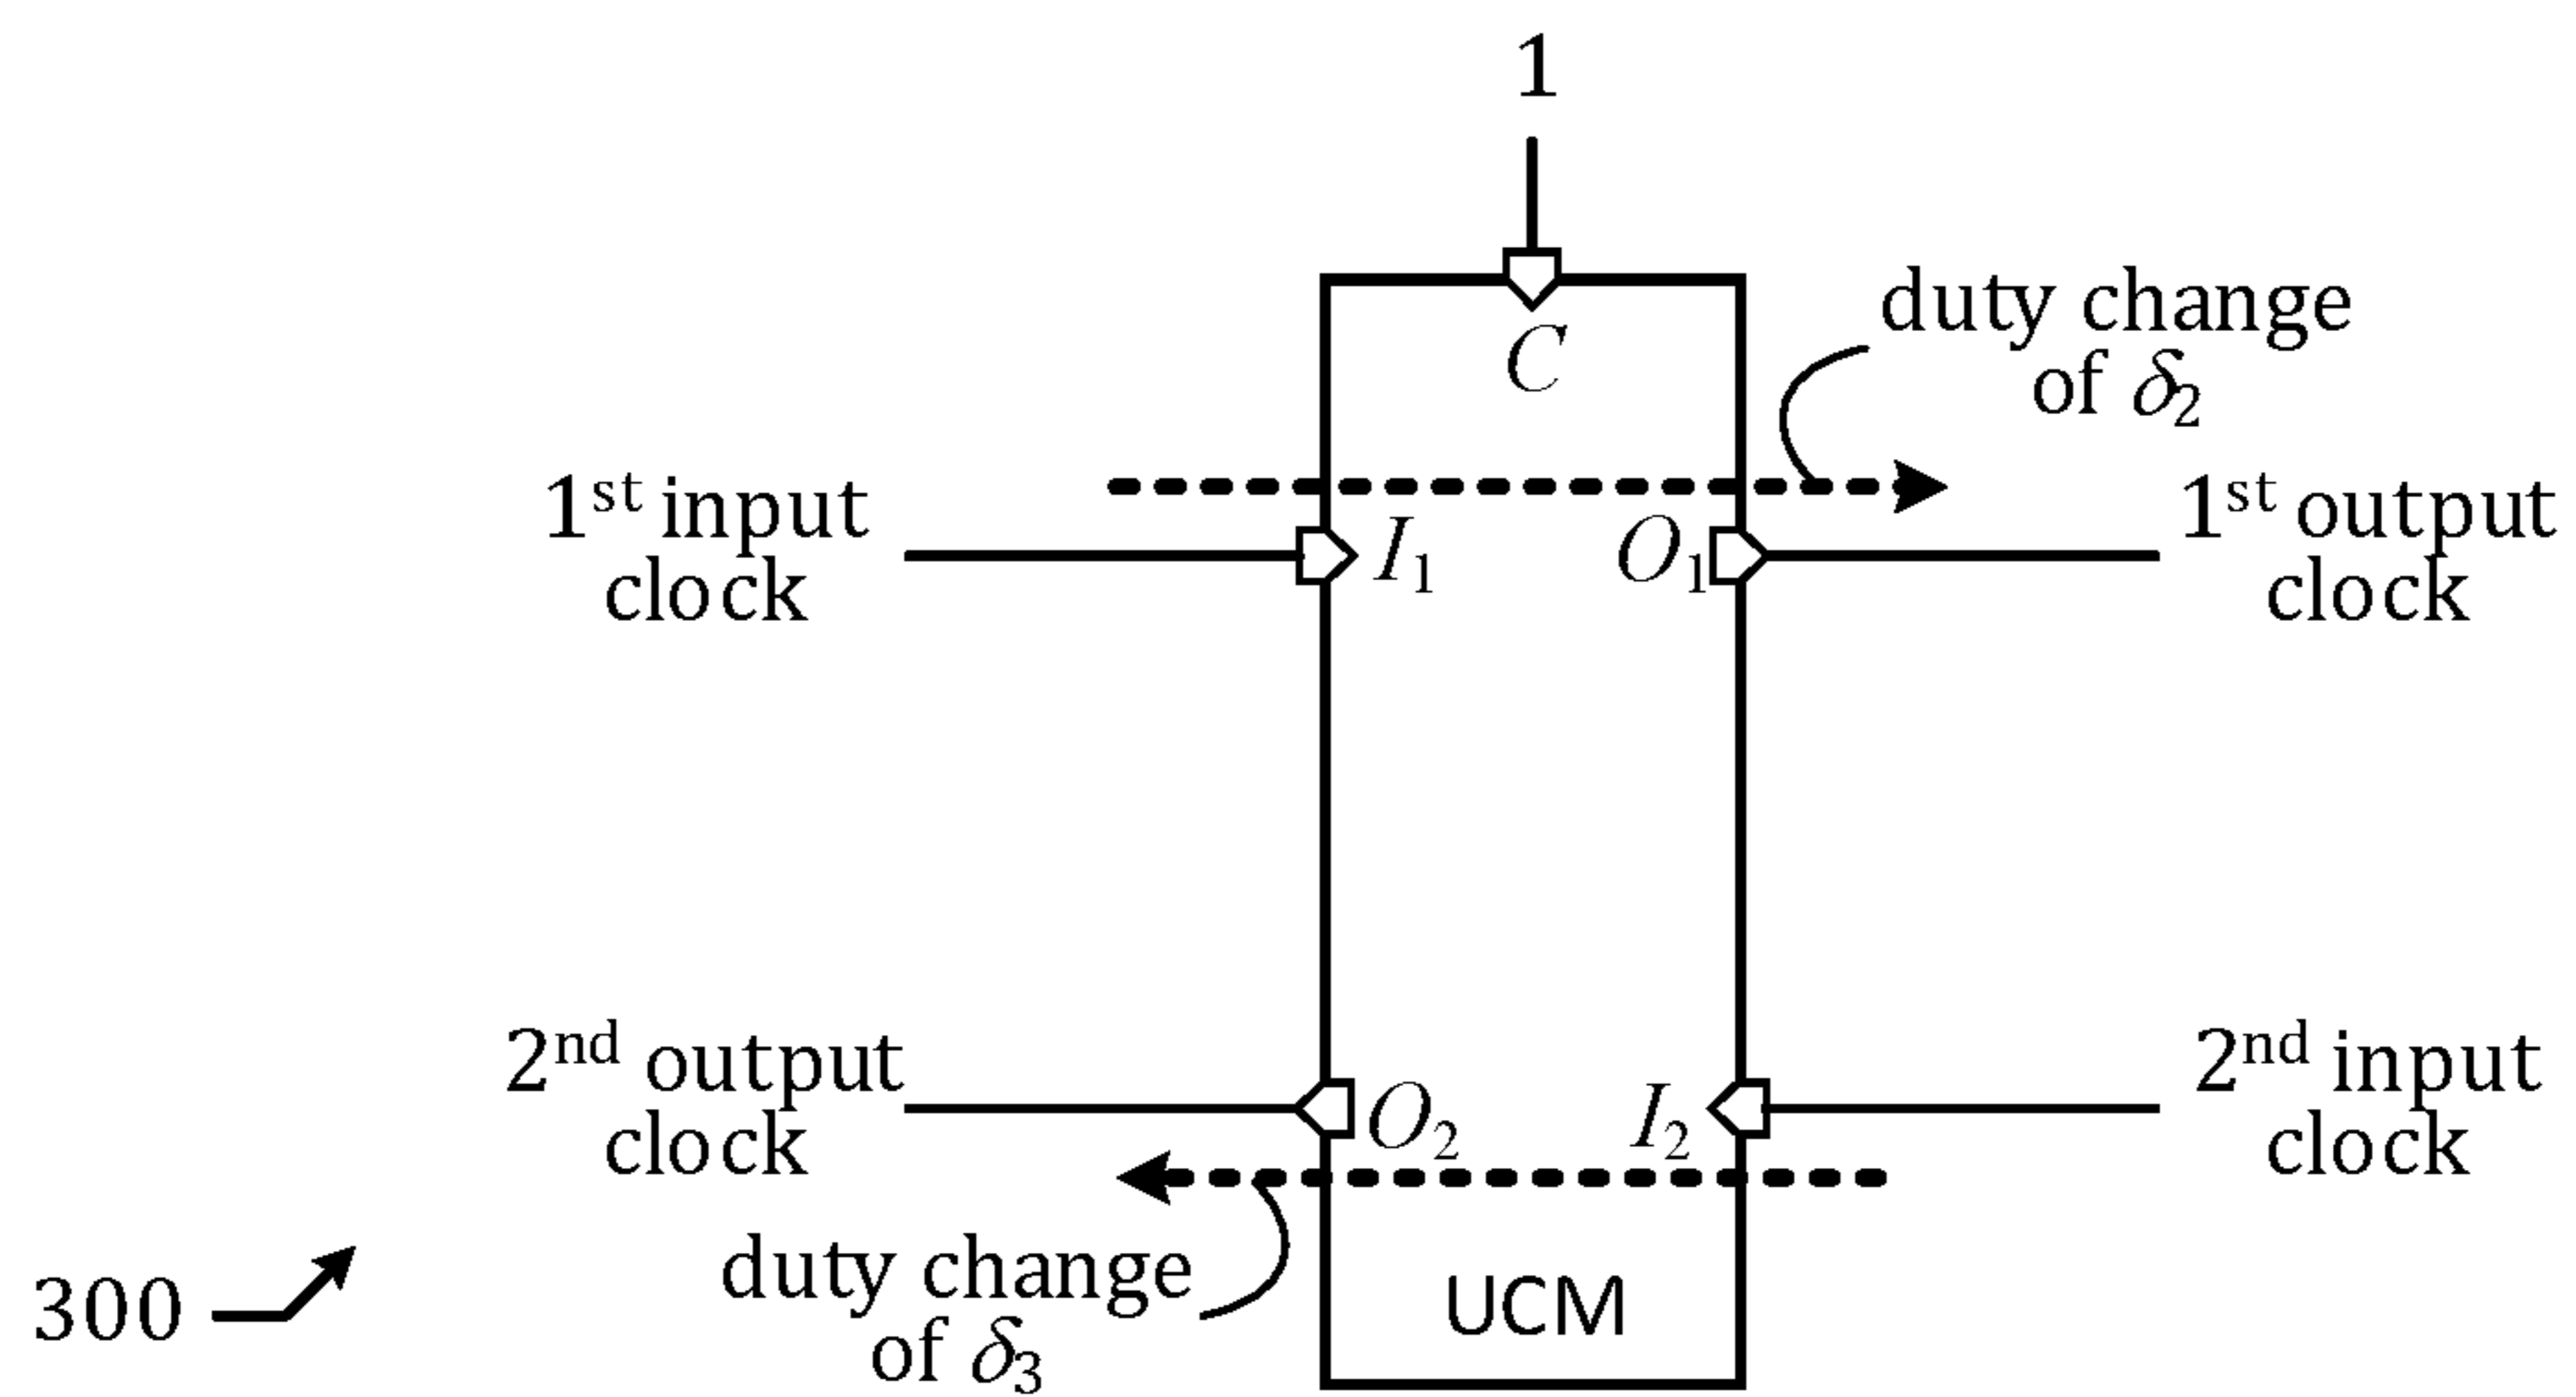 1
C
duty change
of δ₂
1ˢᵗ input
clock
I₁
O₁
1ˢᵗ output
clock
2ⁿᵈ output
clock
O₂
I₂
2ⁿᵈ input
clock
duty change
of δ₃
UCM
300